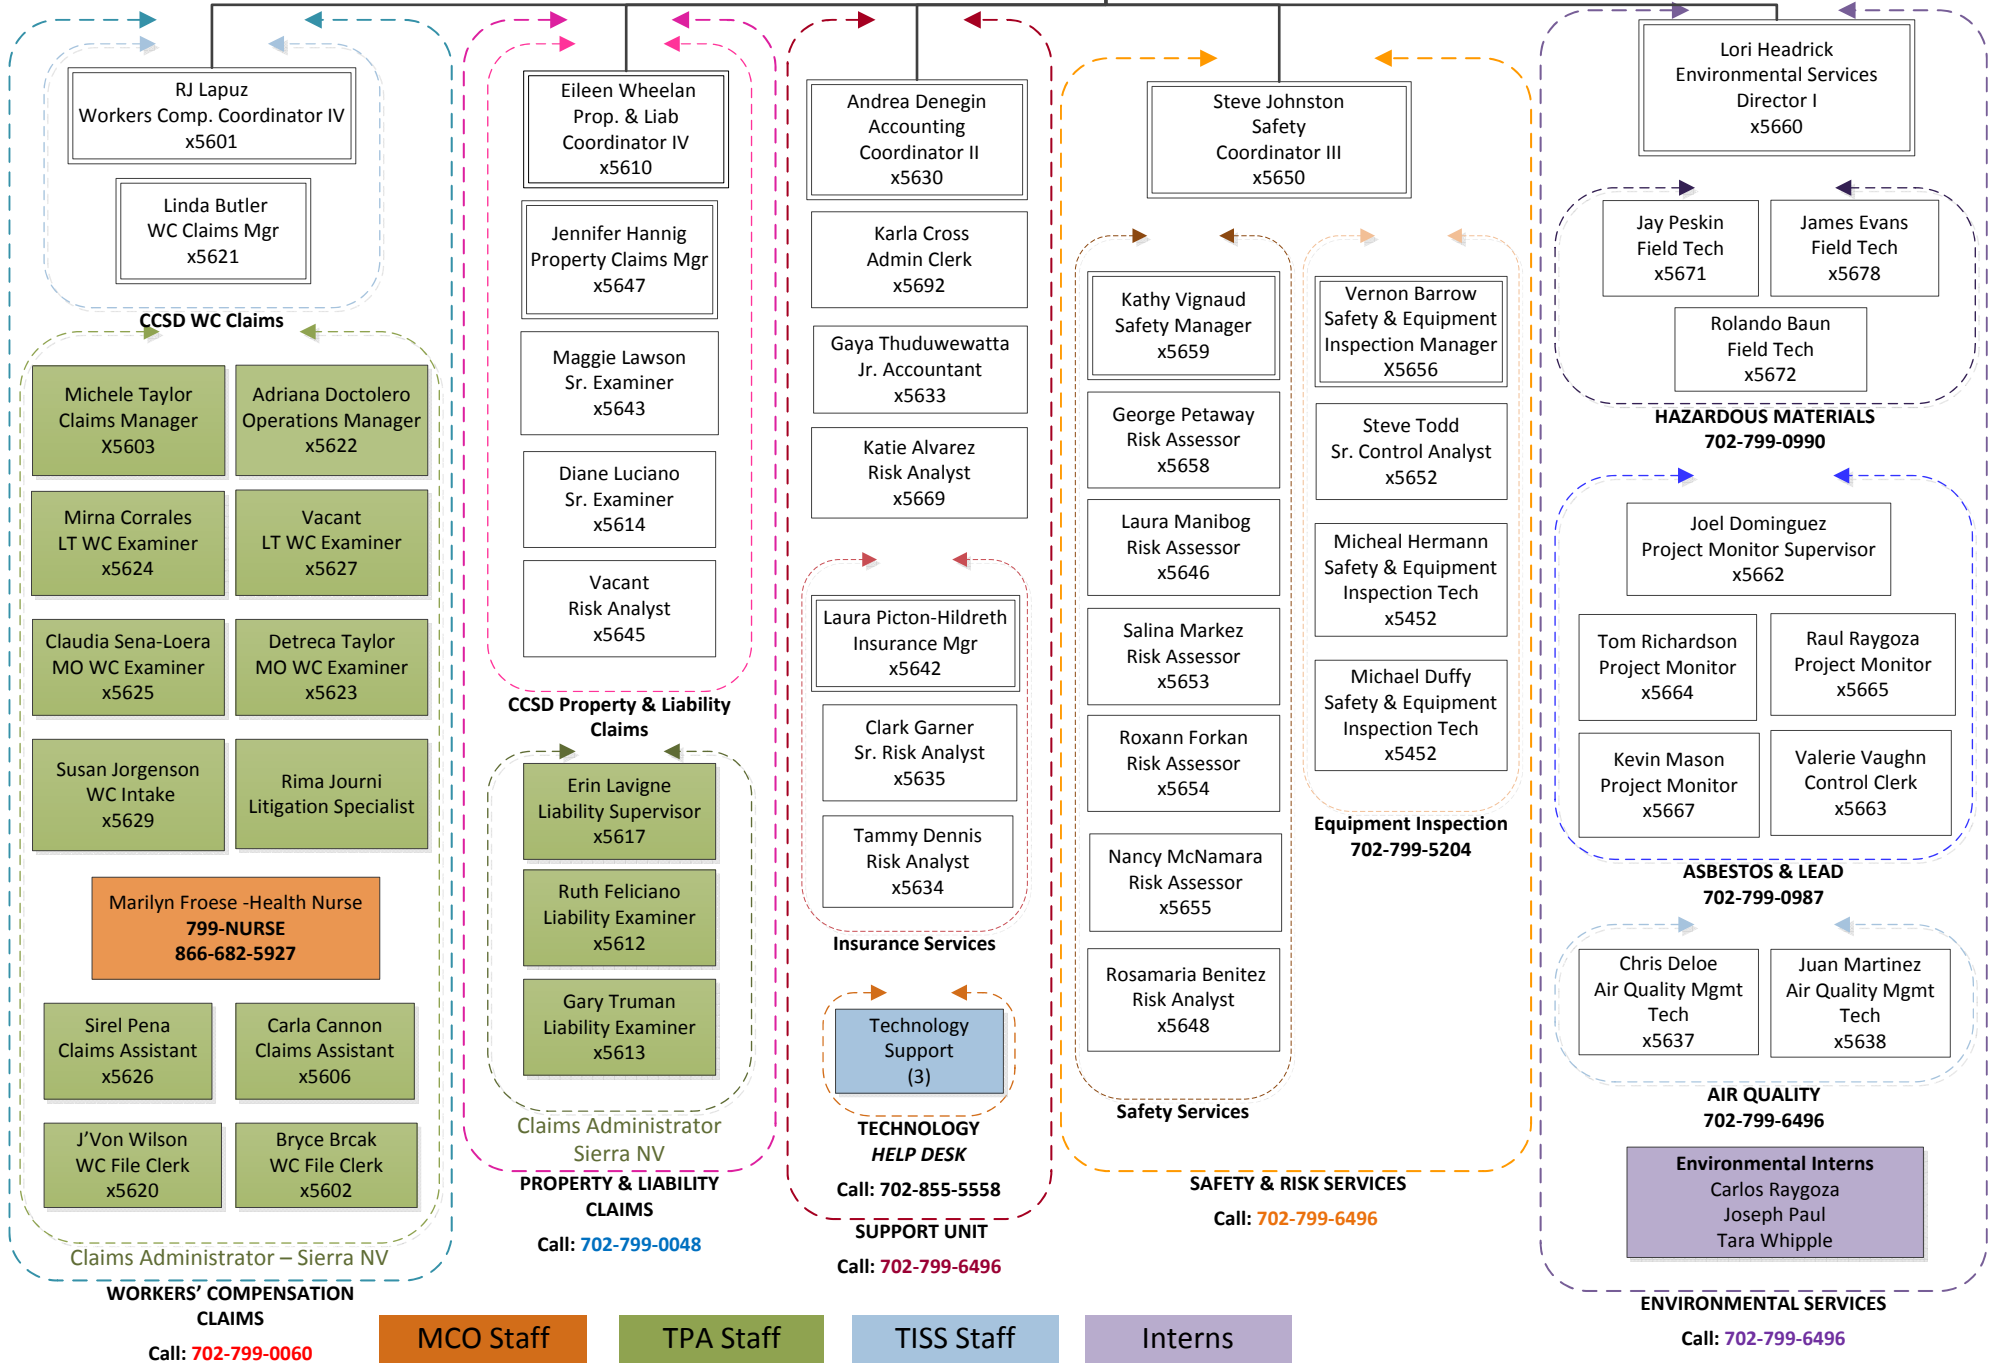 RJ Lapuz
Workers Comp. Coordinator IV
x5601
Linda Butler
WC Claims Mgr
x5621
CCSD WC Claims
Michele Taylor
Claims Manager
X5603
Adriana Doctolero
Operations Manager
x5622
Mirna Corrales
LT WC Examiner
x5624
Vacant
LT WC Examiner
x5627
Claudia Sena-Loera
MO WC Examiner
x5625
Detreca Taylor
MO WC Examiner
x5623
Susan Jorgenson
WC Intake
x5629
Rima Journi
Litigation Specialist
Marilyn Froese -Health Nurse
799-NURSE
866-682-5927
Sirel Pena
Claims Assistant
x5626
Carla Cannon
Claims Assistant
x5606
J'Von Wilson
WC File Clerk
x5620
Bryce Brcak
WC File Clerk
x5602
Claims Administrator – Sierra NV
WORKERS' COMPENSATION
CLAIMS
Call: 702-799-0060
Eileen Wheelan
Prop. & Liab
Coordinator IV
x5610
Jennifer Hannig
Property Claims Mgr
x5647
Maggie Lawson
Sr. Examiner
x5643
Diane Luciano
Sr. Examiner
x5614
Vacant
Risk Analyst
x5645
CCSD Property & Liability
Claims
Erin Lavigne
Liability Supervisor
x5617
Ruth Feliciano
Liability Examiner
x5612
Gary Truman
Liability Examiner
x5613
Claims Administrator
Sierra NV
PROPERTY & LIABILITY
CLAIMS
Call: 702-799-0048
Andrea Denegin
Accounting
Coordinator II
x5630
Karla Cross
Admin Clerk
x5692
Gaya Thuduwewatta
Jr. Accountant
x5633
Katie Alvarez
Risk Analyst
x5669
Laura Picton-Hildreth
Insurance Mgr
x5642
Clark Garner
Sr. Risk Analyst
x5635
Tammy Dennis
Risk Analyst
x5634
Insurance Services
Technology
Support
(3)
TECHNOLOGY
HELP DESK
Call: 702-855-5558
SUPPORT UNIT
Call: 702-799-6496
Steve Johnston
Safety
Coordinator III
x5650
Kathy Vignaud
Safety Manager
x5659
George Petaway
Risk Assessor
x5658
Laura Manibog
Risk Assessor
x5646
Salina Markez
Risk Assessor
x5653
Roxann Forkan
Risk Assessor
x5654
Nancy McNamara
Risk Assessor
x5655
Rosamaria Benitez
Risk Analyst
x5648
Safety Services
Vernon Barrow
Safety & Equipment
Inspection Manager
X5656
Steve Todd
Sr. Control Analyst
x5652
Micheal Hermann
Safety & Equipment
Inspection Tech
x5452
Michael Duffy
Safety & Equipment
Inspection Tech
x5452
Equipment Inspection
702-799-5204
SAFETY & RISK SERVICES
Call: 702-799-6496
Lori Headrick
Environmental Services
Director I
x5660
Jay Peskin
Field Tech
x5671
James Evans
Field Tech
x5678
Rolando Baun
Field Tech
x5672
HAZARDOUS MATERIALS
702-799-0990
Joel Dominguez
Project Monitor Supervisor
x5662
Tom Richardson
Project Monitor
x5664
Raul Raygoza
Project Monitor
x5665
Kevin Mason
Project Monitor
x5667
Valerie Vaughn
Control Clerk
x5663
ASBESTOS & LEAD
702-799-0987
Chris Deloe
Air Quality Mgmt
Tech
x5637
Juan Martinez
Air Quality Mgmt
Tech
x5638
AIR QUALITY
702-799-6496
Environmental Interns
Carlos Raygoza
Joseph Paul
Tara Whipple
ENVIRONMENTAL SERVICES
Call: 702-799-6496
MCO Staff
TPA Staff
TISS Staff
Interns